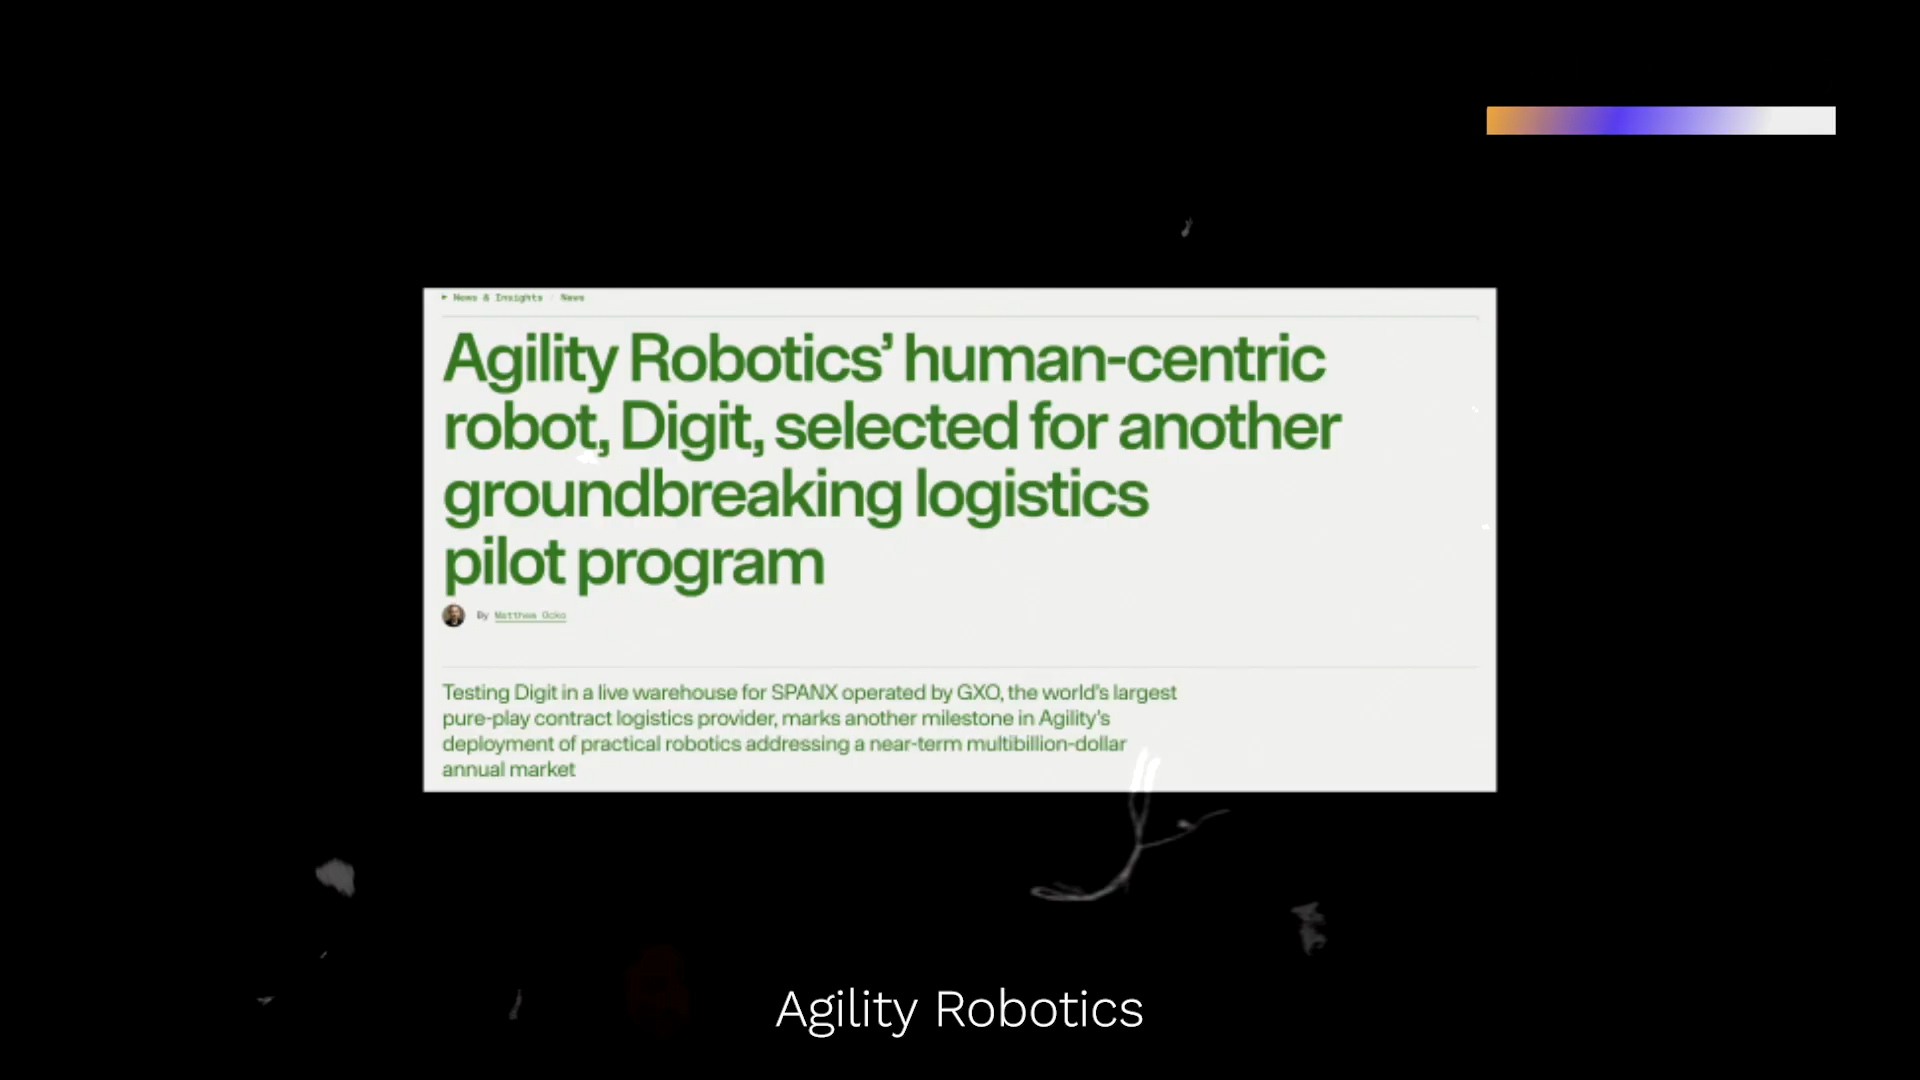 ▸ News & Insights / News
Agility Robotics’ human-centric
robot, Digit, selected for another
groundbreaking logistics
pilot program
By Matthew Ocko
Testing Digit in a live warehouse for SPANX operated by GXO, the world’s largest
pure-play contract logistics provider, marks another milestone in Agility’s
deployment of practical robotics addressing a near-term multibillion-dollar
annual market
Agility Robotics